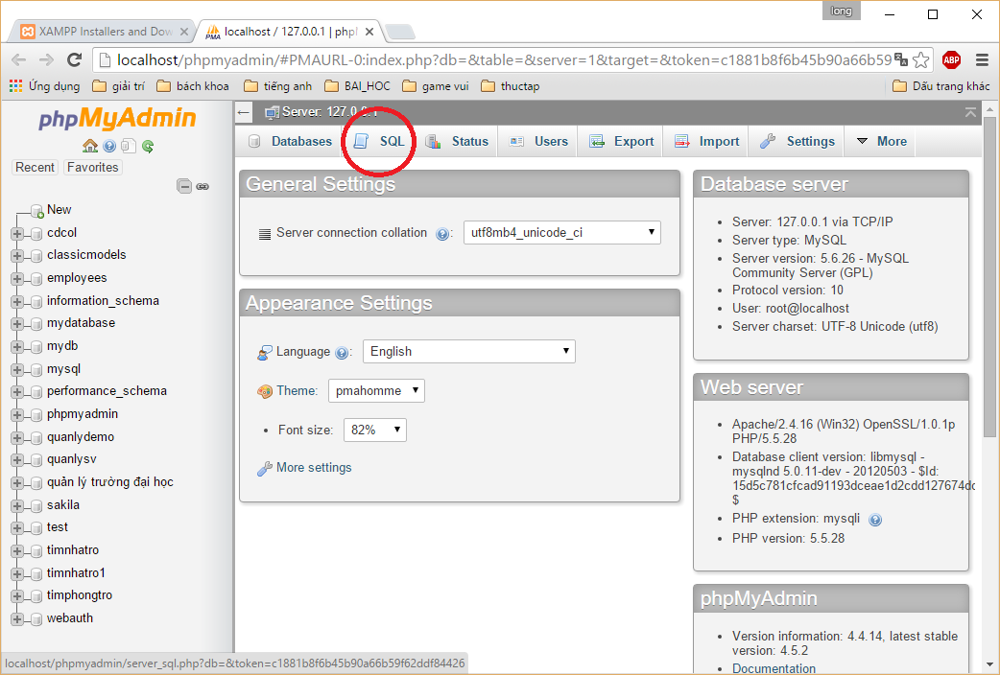 long
XAMPP Installers and Dow
localhost / 127.0.0.1 | phpl
localhost/phpmyadmin/#PMAURL-0:index.php?db=&table=&server=1&target=&token=c1881b8f6b45b90a66b59
ABP
Ứng dụng giải trí bách khoa tiếng anh BAI_HOC game vui thuctap Dấu trang khác
phpMyAdmin
Recent Favorites
New
cdcol
classicmodels
employees
information_schema
mydatabase
mydb
mysql
performance_schema
phpmyadmin
quanlydemo
quanlysv
quản lý trường đại học
sakila
test
timnhatro
timnhatro1
timphongtro
webauth
Server: 127.0.0.1
Databases SQL Status Users Export Import Settings More
General Settings
Server connection collation : utf8mb4_unicode_ci
Appearance Settings
Language : English
Theme: pmahomme
Font size: 82%
More settings
Database server
Server: 127.0.0.1 via TCP/IP
Server type: MySQL
Server version: 5.6.26 - MySQL
Community Server (GPL)
Protocol version: 10
User: root@localhost
Server charset: UTF-8 Unicode (utf8)
Web server
Apache/2.4.16 (Win32) OpenSSL/1.0.1p
PHP/5.5.28
Database client version: libmysql -
mysqlnd 5.0.11-dev - 20120503 - $Id:
15d5c781cfcad91193dceae1d2cdd127674dc
$
PHP extension: mysqli
PHP version: 5.5.28
phpMyAdmin
Version information: 4.4.14, latest stable
version: 4.5.2
Documentation
localhost/phpmyadmin/server_sql.php?db=&token=c1881b8f6b45b90a66b59f62ddf84426